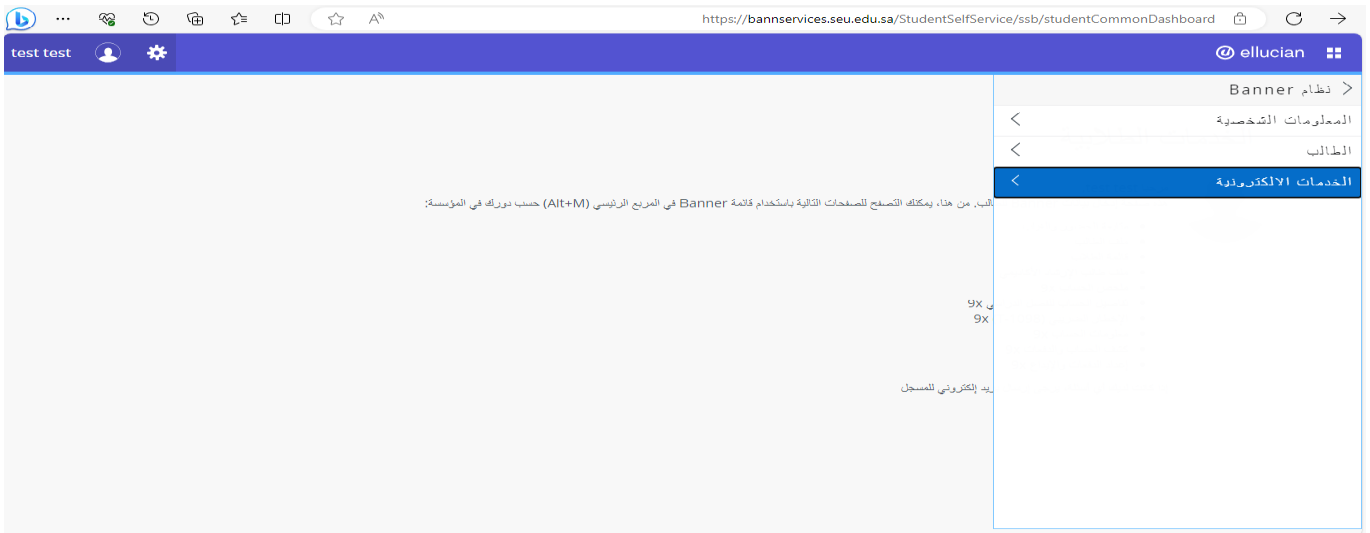 https://bannservices.seu.edu.sa/StudentSelfService/ssb/studentCommonDashboard
test test
ellucian
نظام Banner
المعلومات الشخصية
الطالب
الخدمات الالكترونية
من هنا، يمكنك التصفح للصفحات التالية باستخدام قائمة Banner في المربع الرئيسي (Alt+M) حسب دورك في المؤسسة:
9x
9x
إلكتروني للمسجل